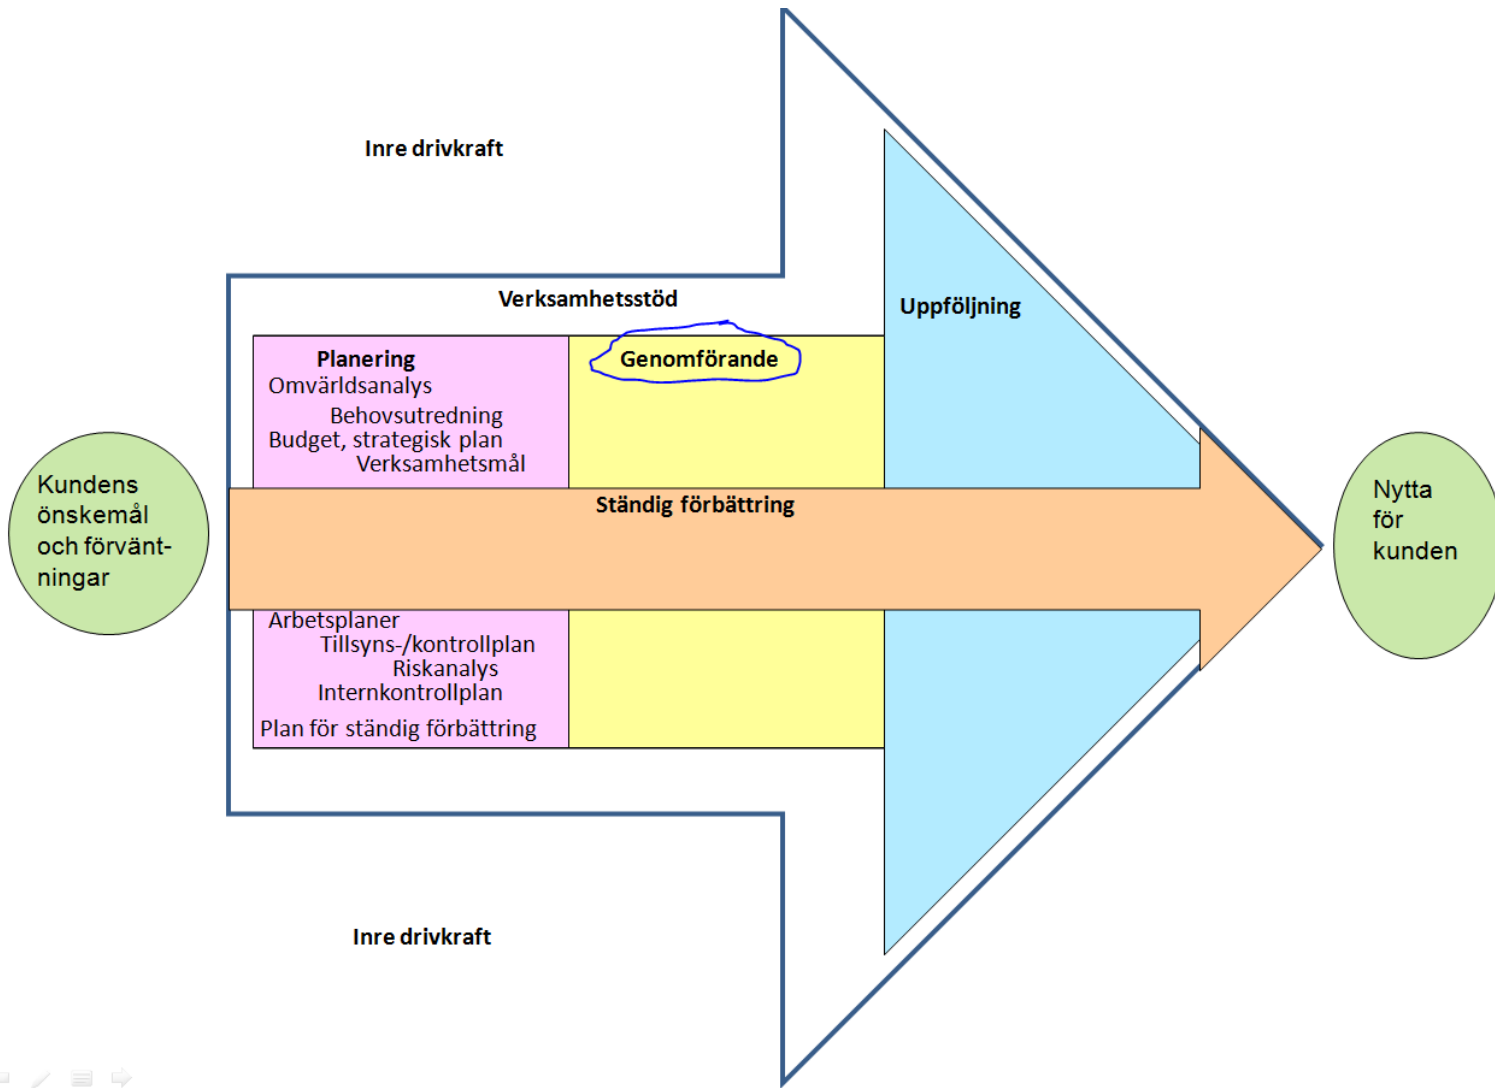 Inre drivkraft
Verksamhetsstöd
Uppföljning
Planering
Omvärldsanalys
Behovsutredning
Budget, strategisk plan
Verksamhetsmål
Genomförande
Kundens
önskemål
och förvänt-
ningar
Ständig förbättring
Nytta
för
kunden
Arbetsplaner
Tillsyns-/kontrollplan
Riskanalys
Internkontrollplan
Plan för ständig förbättring
Inre drivkraft